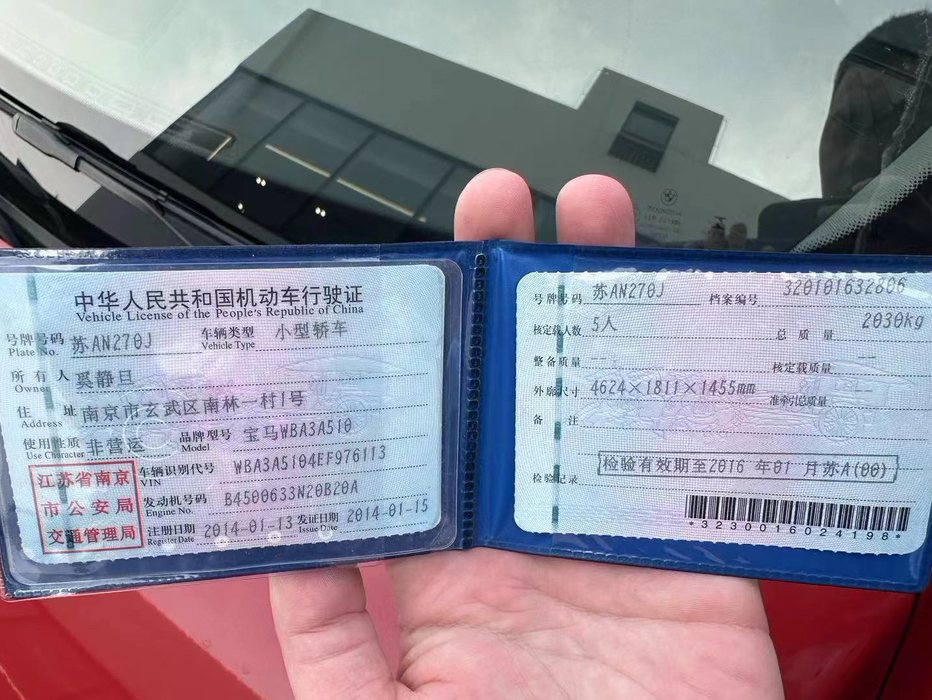 中华人民共和国机动车行驶证
Vehicle License of the People's Republic of China
号牌号码 苏AN270J 车辆类型 小型轿车
Plate No. Vehicle Type
所有人 奚静旦
Owner
住址 南京市玄武区南林一村1号
Address
使用性质 非营运 品牌型号 宝马WBA3A510
Use Character Model
江苏省南京
市公安局
交通管理局
车辆识别代号 WBA3A5104EF976113
VIN
发动机号码 B4500633N20B20A
Engine No.
注册日期 2014-01-13 发证日期 2014-01-15
Register Date Issue Date
号牌号码 苏AN270J 档案编号 320101632806
核定载人数 5人 总质量 2030kg
整备质量 -- 核定载质量 --
外廓尺寸 4624×1811×1455mm 准牵引总质量
备注
检验记录 检验有效期至2016 年01 月苏A(00)
*3230016024198*